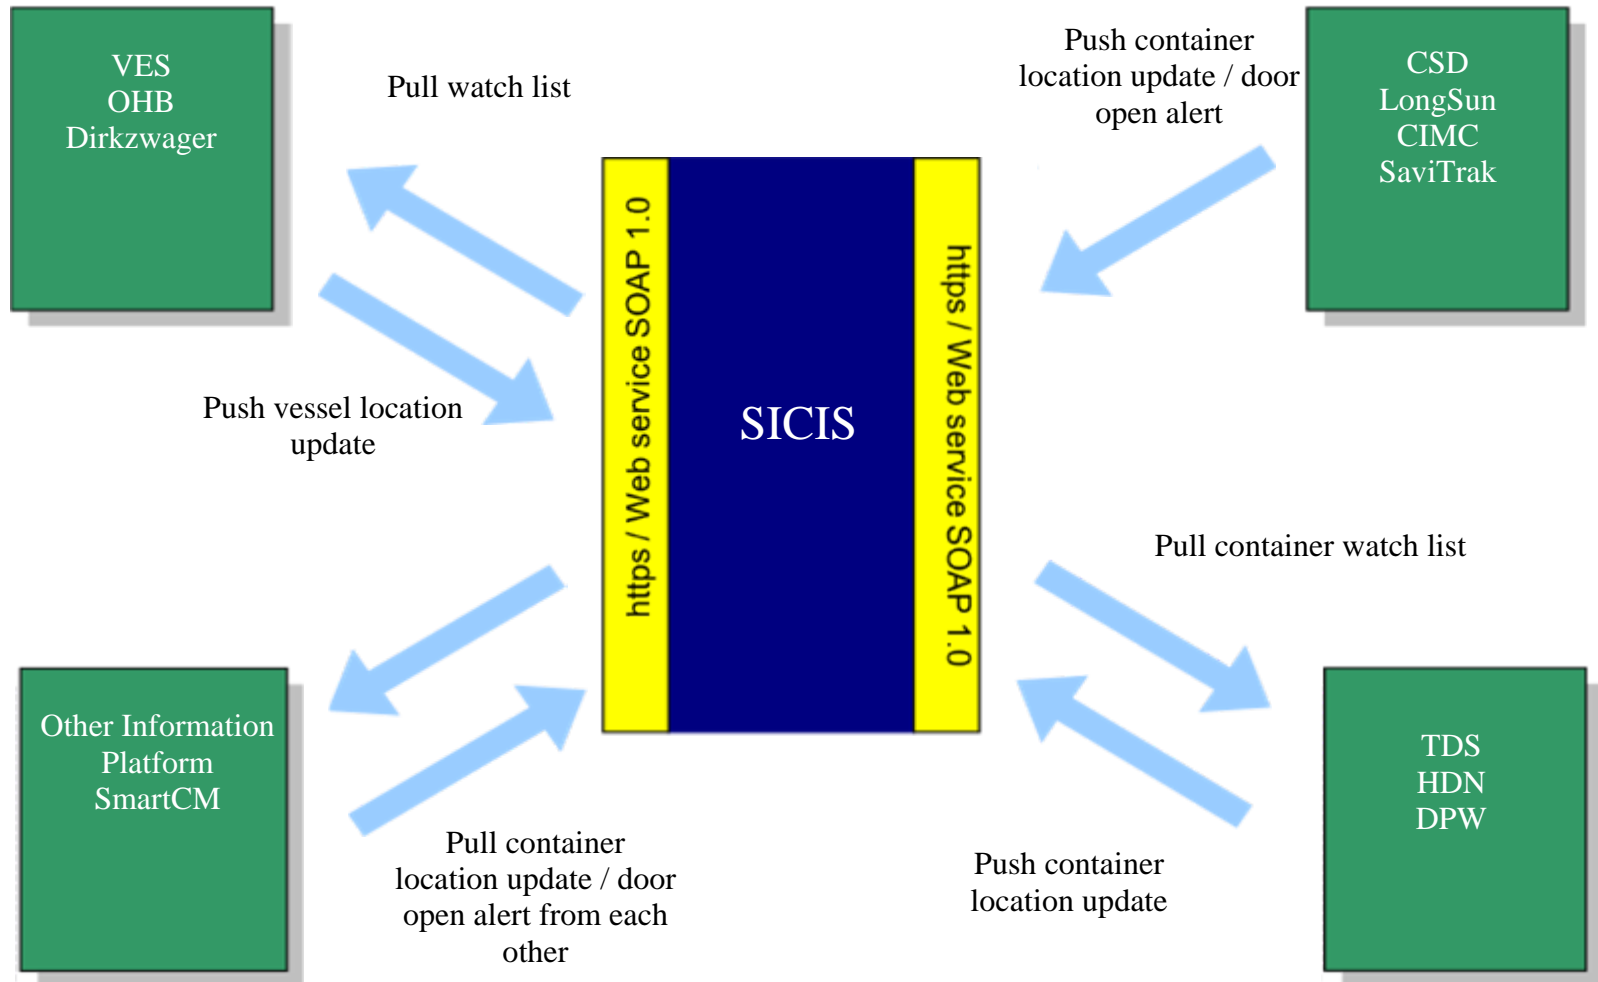 VES
OHB
Dirkzwager
Pull watch list
Push container
location update / door
open alert
CSD
LongSun
CIMC
SaviTrak
https / Web service SOAP 1.0
SICIS
https / Web service SOAP 1.0
Push vessel location
update
Pull container watch list
Other Information
Platform
SmartCM
Pull container
location update / door
open alert from each
other
Push container
location update
TDS
HDN
DPW